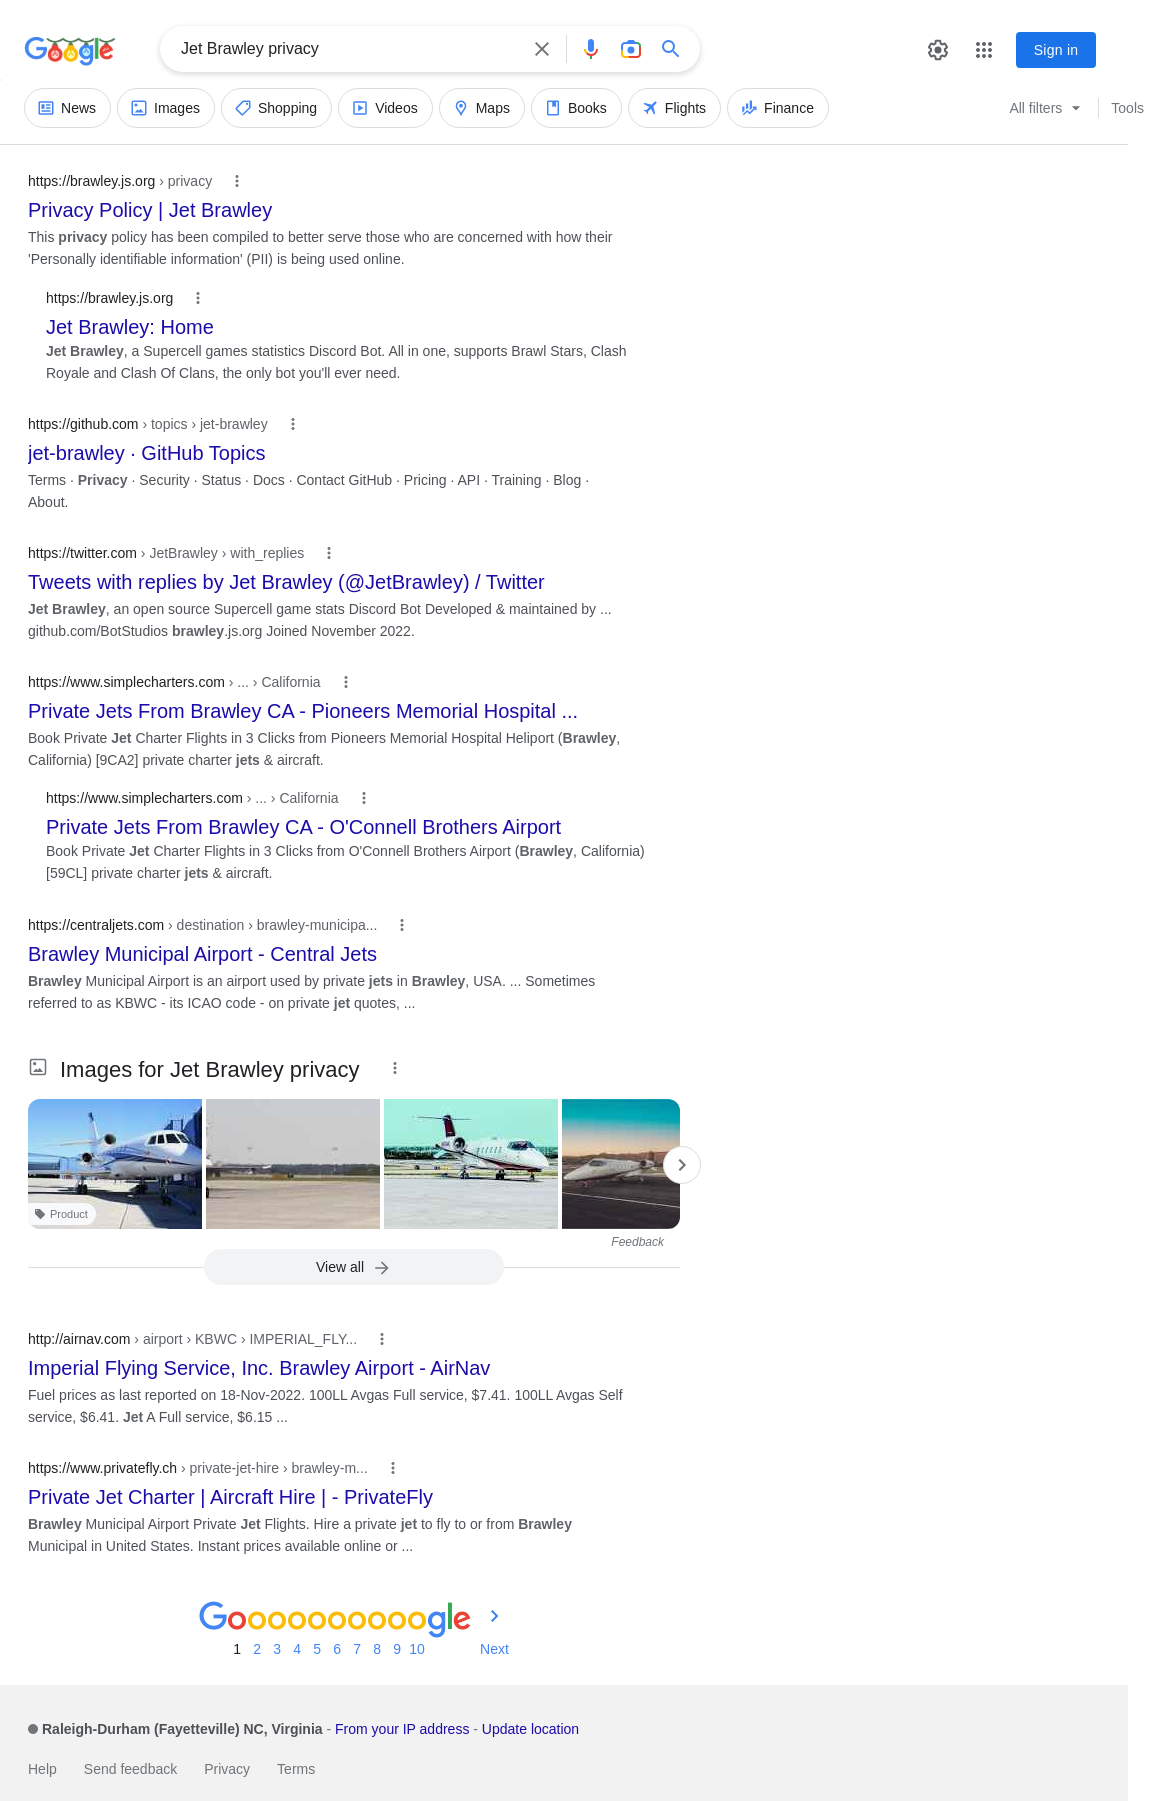 Google
Jet Brawley privacy
Sign in
News
Images
Shopping
Videos
Maps
Books
Flights
Finance
All filters
Tools
https://brawley.js.org › privacy
Privacy Policy | Jet Brawley
This privacy policy has been compiled to better serve those who are concerned with how their
'Personally identifiable information' (PII) is being used online.
https://brawley.js.org
Jet Brawley: Home
Jet Brawley, a Supercell games statistics Discord Bot. All in one, supports Brawl Stars, Clash
Royale and Clash Of Clans, the only bot you'll ever need.
https://github.com › topics › jet-brawley
jet-brawley · GitHub Topics
Terms · Privacy · Security · Status · Docs · Contact GitHub · Pricing · API · Training · Blog ·
About.
https://twitter.com › JetBrawley › with_replies
Tweets with replies by Jet Brawley (@JetBrawley) / Twitter
Jet Brawley, an open source Supercell game stats Discord Bot Developed & maintained by ...
github.com/BotStudios brawley.js.org Joined November 2022.
https://www.simplecharters.com › ... › California
Private Jets From Brawley CA - Pioneers Memorial Hospital ...
Book Private Jet Charter Flights in 3 Clicks from Pioneers Memorial Hospital Heliport (Brawley,
California) [9CA2] private charter jets & aircraft.
https://www.simplecharters.com › ... › California
Private Jets From Brawley CA - O'Connell Brothers Airport
Book Private Jet Charter Flights in 3 Clicks from O'Connell Brothers Airport (Brawley, California)
[59CL] private charter jets & aircraft.
https://centraljets.com › destination › brawley-municipa...
Brawley Municipal Airport - Central Jets
Brawley Municipal Airport is an airport used by private jets in Brawley, USA. ... Sometimes
referred to as KBWC - its ICAO code - on private jet quotes, ...
Images for Jet Brawley privacy
Product
Feedback
View all
http://airnav.com › airport › KBWC › IMPERIAL_FLY...
Imperial Flying Service, Inc. Brawley Airport - AirNav
Fuel prices as last reported on 18-Nov-2022. 100LL Avgas Full service, $7.41. 100LL Avgas Self
service, $6.41. Jet A Full service, $6.15 ...
https://www.privatefly.ch › private-jet-hire › brawley-m...
Private Jet Charter | Aircraft Hire | - PrivateFly
Brawley Municipal Airport Private Jet Flights. Hire a private jet to fly to or from Brawley
Municipal in United States. Instant prices available online or ...
Goooooooooogle
1 2 3 4 5 6 7 8 9 10 Next
Raleigh-Durham (Fayetteville) NC, Virginia - From your IP address - Update location
Help Send feedback Privacy Terms